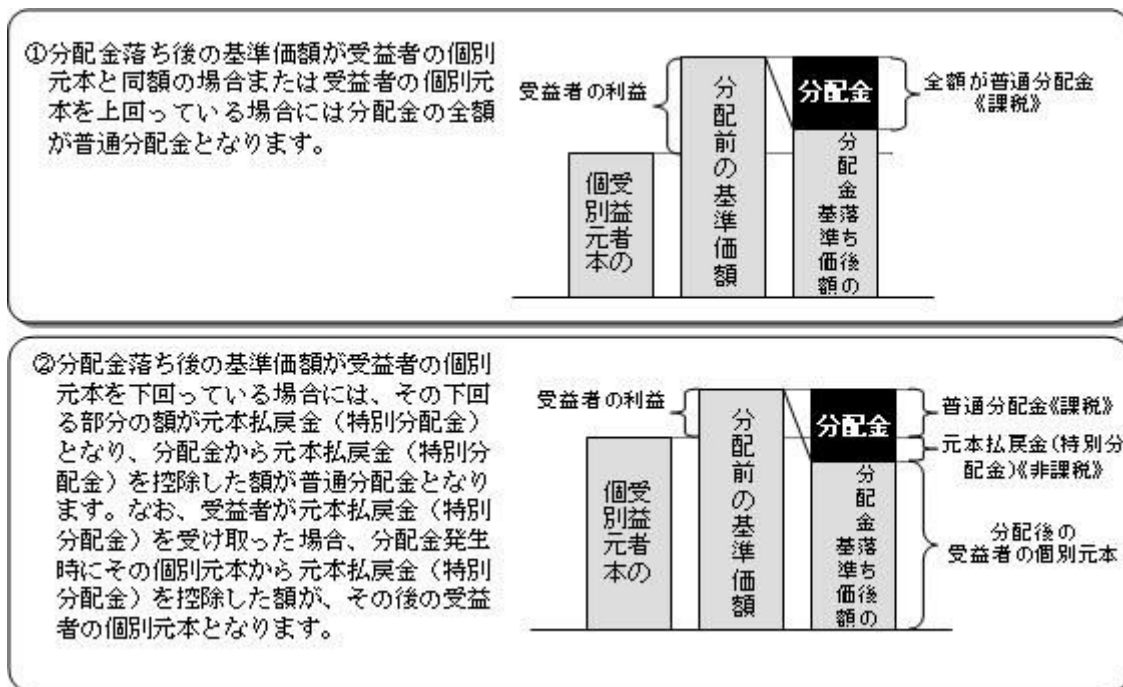 ①分配金落ち後の基準価額が受益者の個別
元本と同額の場合または受益者の個別元
本を上回っている場合には分配金の全額
が普通分配金となります。
受益者の利益
受益者の
個別元本
分配前の基準価額
分配金
分配金落ち後の
基準価額
全額が普通分配金
《課税》
②分配金落ち後の基準価額が受益者の個別
元本を下回っている場合には、その下回
る部分の額が元本払戻金（特別分配金）
となり、分配金から元本払戻金（特別分
配金）を控除した額が普通分配金となり
ます。なお、受益者が元本払戻金（特別
分配金）を受け取った場合、分配金発生
時にその個別元本から元本払戻金（特別
分配金）を控除した額が、その後の受益
者の個別元本となります。
受益者の利益
受益者の
個別元本
分配前の基準価額
分配金
分配金落ち後の
基準価額
普通分配金《課税》
元本払戻金(特別分
配金)《非課税》
分配後の
受益者の個別元本